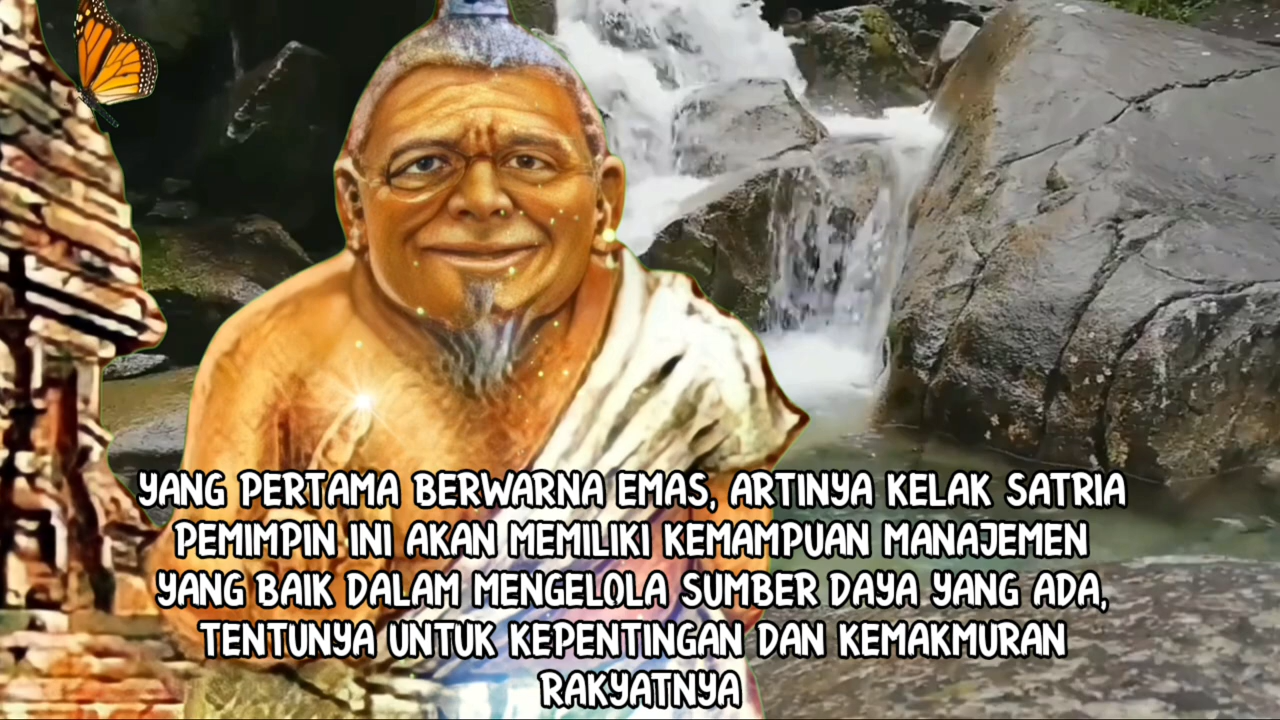 YANG PERTAMA BERWARNA EMAS, ARTINYA KELAK SATRIA
PEMIMPIN INI AKAN MEMILIKI KEMAMPUAN MANAJEMEN
YANG BAIK DALAM MENGELOLA SUMBER DAYA YANG ADA,
TENTUNYA UNTUK KEPENTINGAN DAN KEMAKMURAN
RAKYATNYA